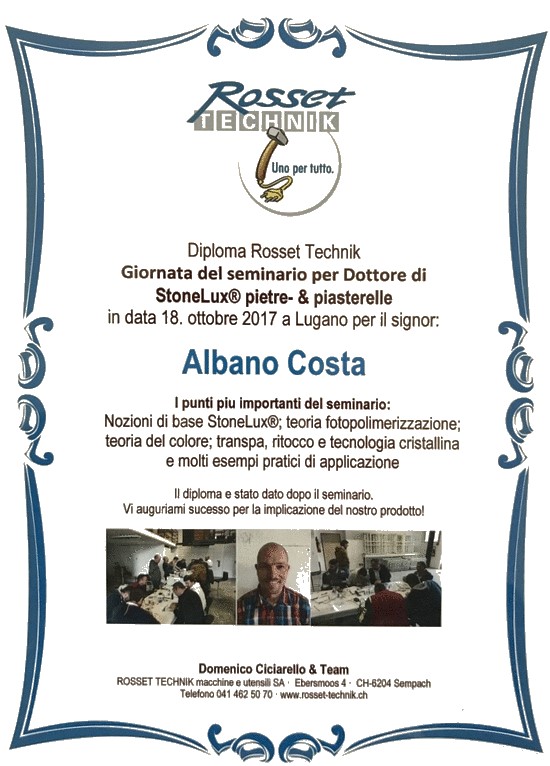 Rosset
TECHNIK
Uno per tutto.
Diploma Rosset Technik
Giornata del seminario per Dottore di
StoneLux® pietre- & piasterelle
in data 18. ottobre 2017 a Lugano per il signor:
Albano Costa
I punti piu importanti del seminario:
Nozioni di base StoneLux®; teoria fotopolimerizzazione;
teoria del colore; transpa, ritocco e tecnologia cristallina
e molti esempi pratici di applicazione
Il diploma e stato dato dopo il seminario.
Vi auguriami sucesso per la implicazione del nostro prodotto!
Domenico Ciciarello & Team
ROSSET TECHNIK macchine e utensili SA · Ebersmoos 4 · CH-6204 Sempach
Telefono 041 462 50 70 · www.rosset-technik.ch